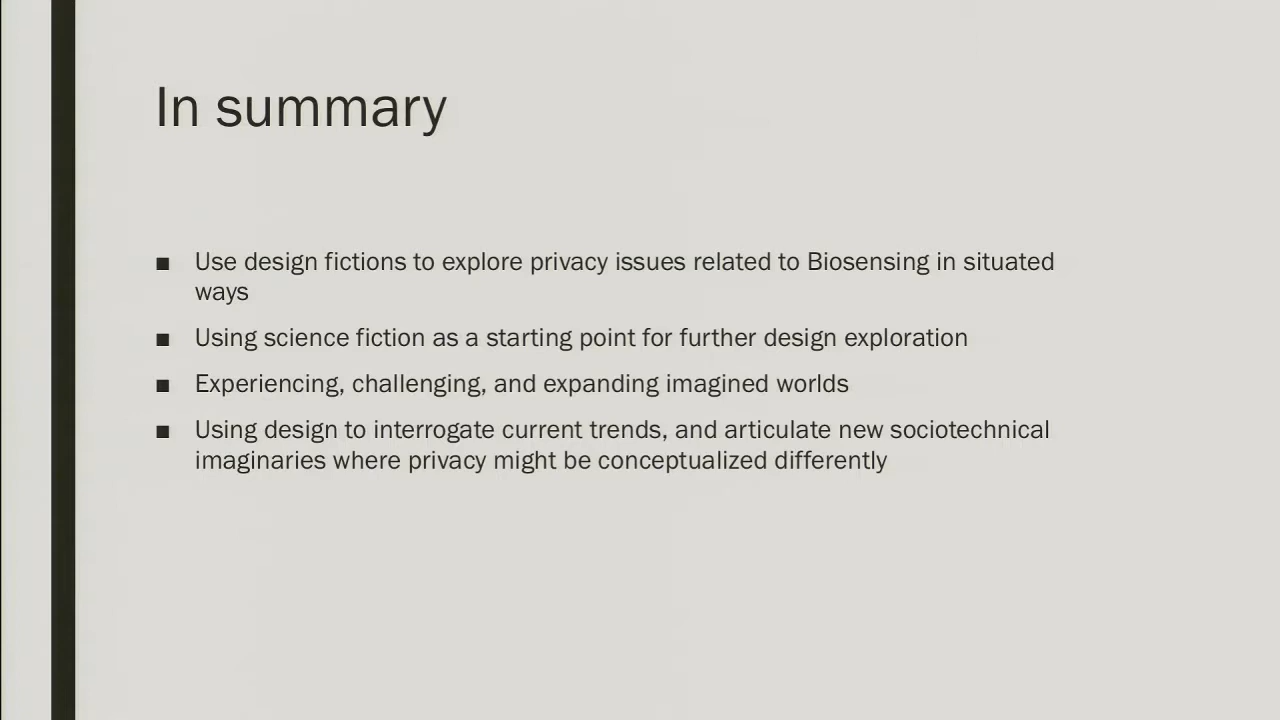 In summary
■ Use design fictions to explore privacy issues related to Biosensing in situated
ways
■ Using science fiction as a starting point for further design exploration
■ Experiencing, challenging, and expanding imagined worlds
■ Using design to interrogate current trends, and articulate new sociotechnical
imaginaries where privacy might be conceptualized differently